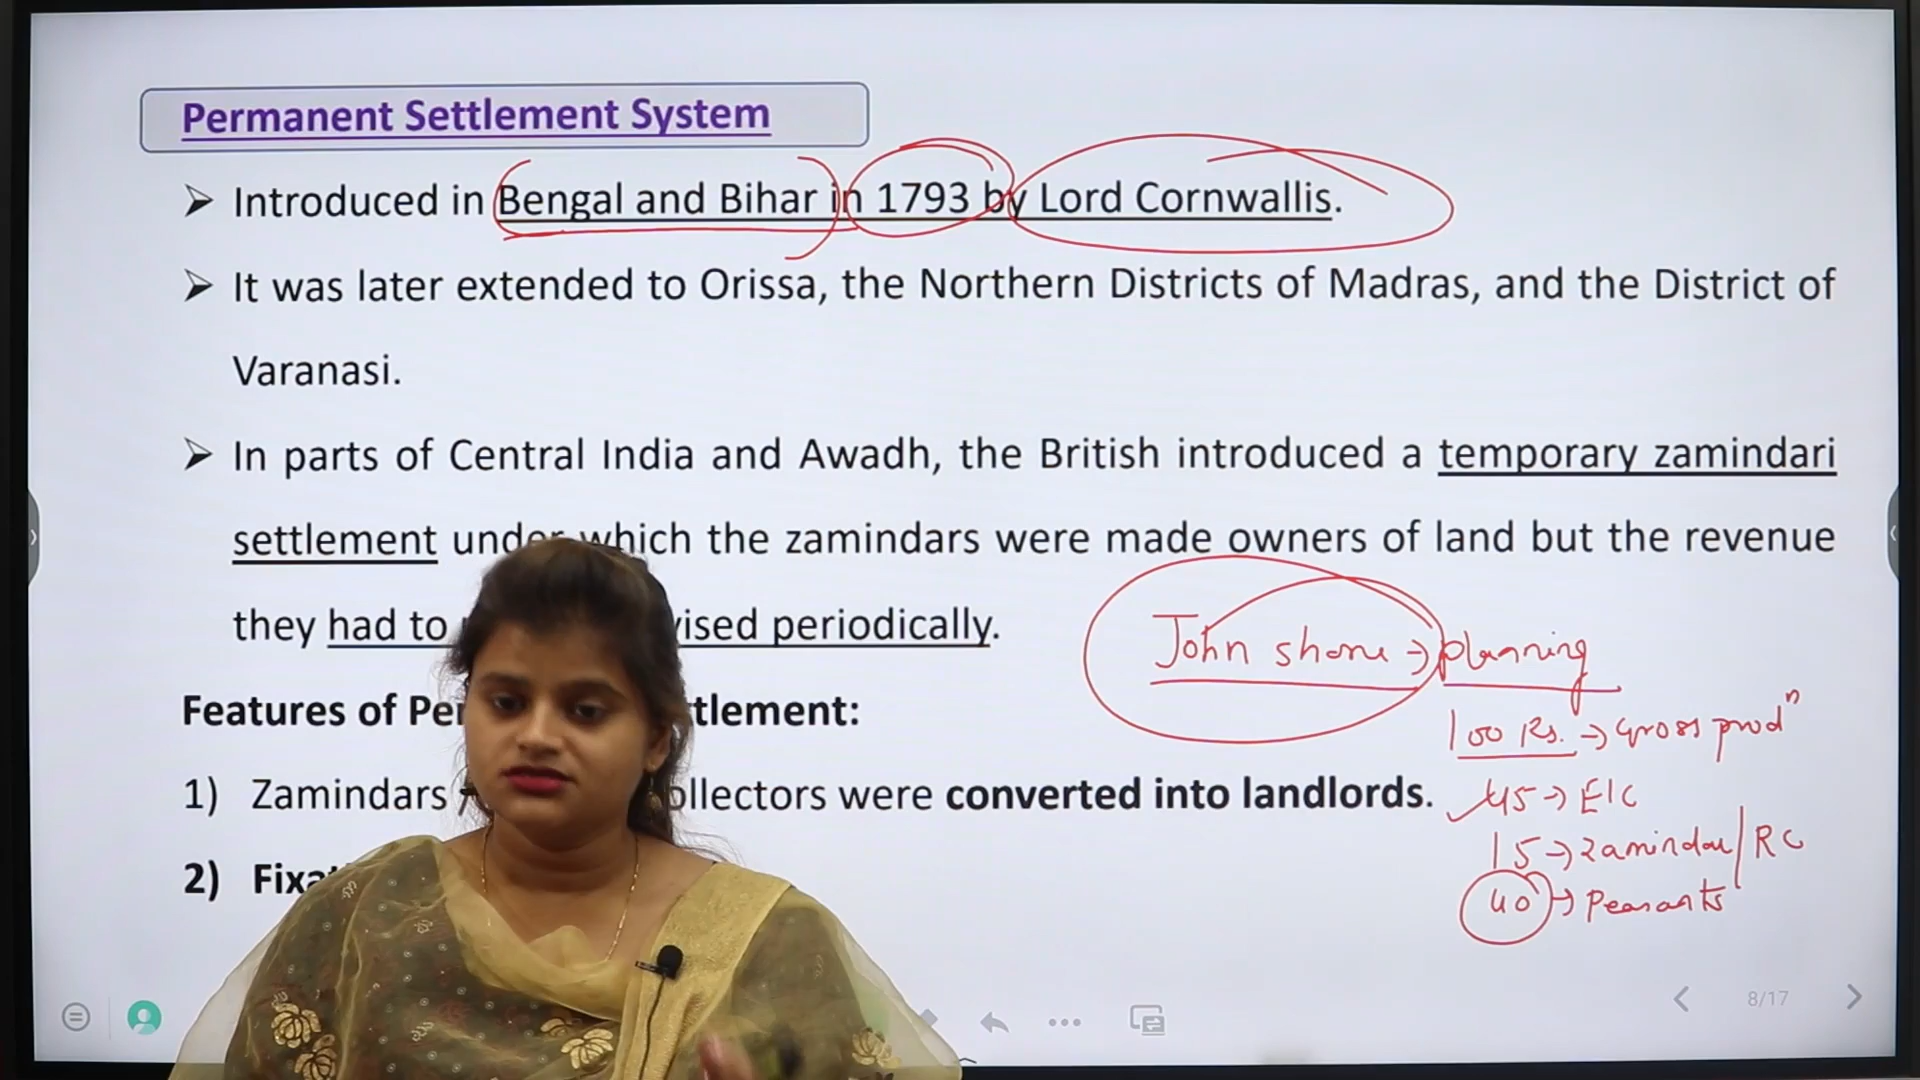 Permanent Settlement System
➢ Introduced in Bengal and Bihar in 1793 by Lord Cornwallis.
➢ It was later extended to Orissa, the Northern Districts of Madras, and the District of
Varanasi.
➢ In parts of Central India and Awadh, the British introduced a temporary zamindari
settlement under which the zamindars were made owners of land but the revenue
they had to vised periodically.
John shore → planning
Features of Per tlement:
100 Rs. → Gross prodⁿ
1) Zamindars ollectors were converted into landlords.
45 → EIC
15 → Zamindar/RC
2) Fixa
40 → Peasants
8/17